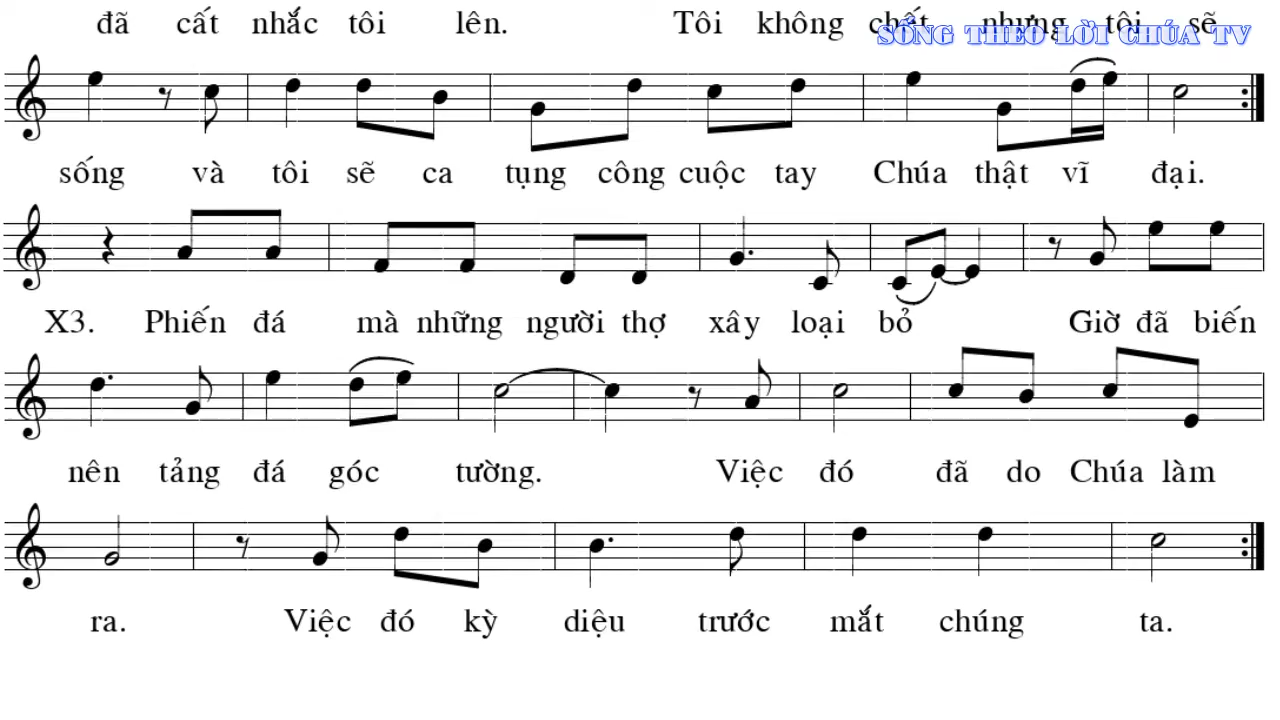 đã cất nhắc tôi lên. Tôi không chết nhưng tôi sẽ
SỐNG THEO LỜI CHÚA TV
sống và tôi sẽ ca tụng công cuộc tay Chúa thật vĩ đại.
X3. Phiến đá mà những người thợ xây loại bỏ Giờ đã biến
nên tảng đá góc tường. Việc đó đã do Chúa làm
ra. Việc đó kỳ diệu trước mắt chúng ta.